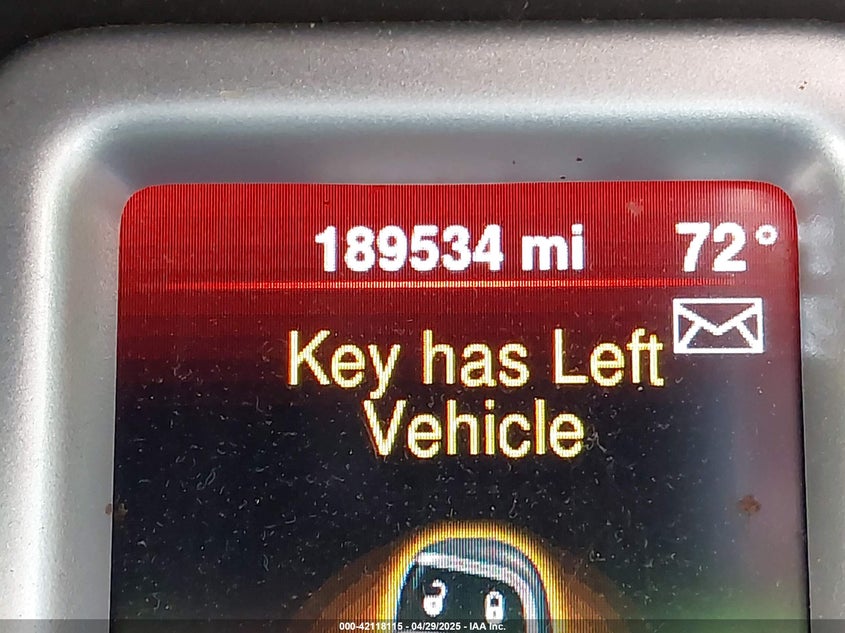 189534 mi 72°
Key has Left
Vehicle
000-42118115 - 04/29/2025 - IAA Inc.